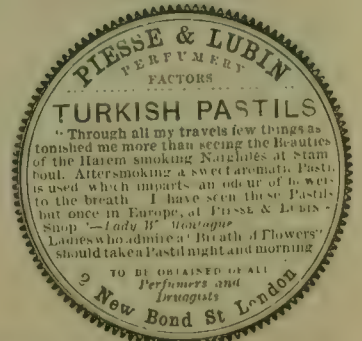 PIESSE & LUBIN
PERFUMERY
FACTORS
TURKISH PASTILS
"Through all my travels few things as
tonished me more than seeing the Beauties
of the Harem smoking Narghilés at Stam
boul. After smoking a sweet aromatic Pastil
is used which imparts an odour of flowers
to the breath I have seen these Pastils
but once in Europe, at PIESSE & LUBIN S
Shop"—Lady W Montague
Ladies who admire a "Breath of Flowers"
should take a Pastil night and morning
TO BE OBTAINED OF ALL
Perfumers and
Druggists
2 New Bond St London